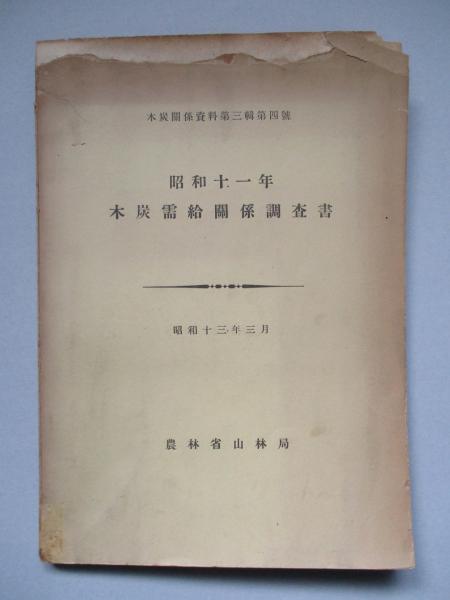 木炭關係資料第三輯第四號
昭和十一年
木炭需給關係調査書
昭和十三年三月
農林省山林局